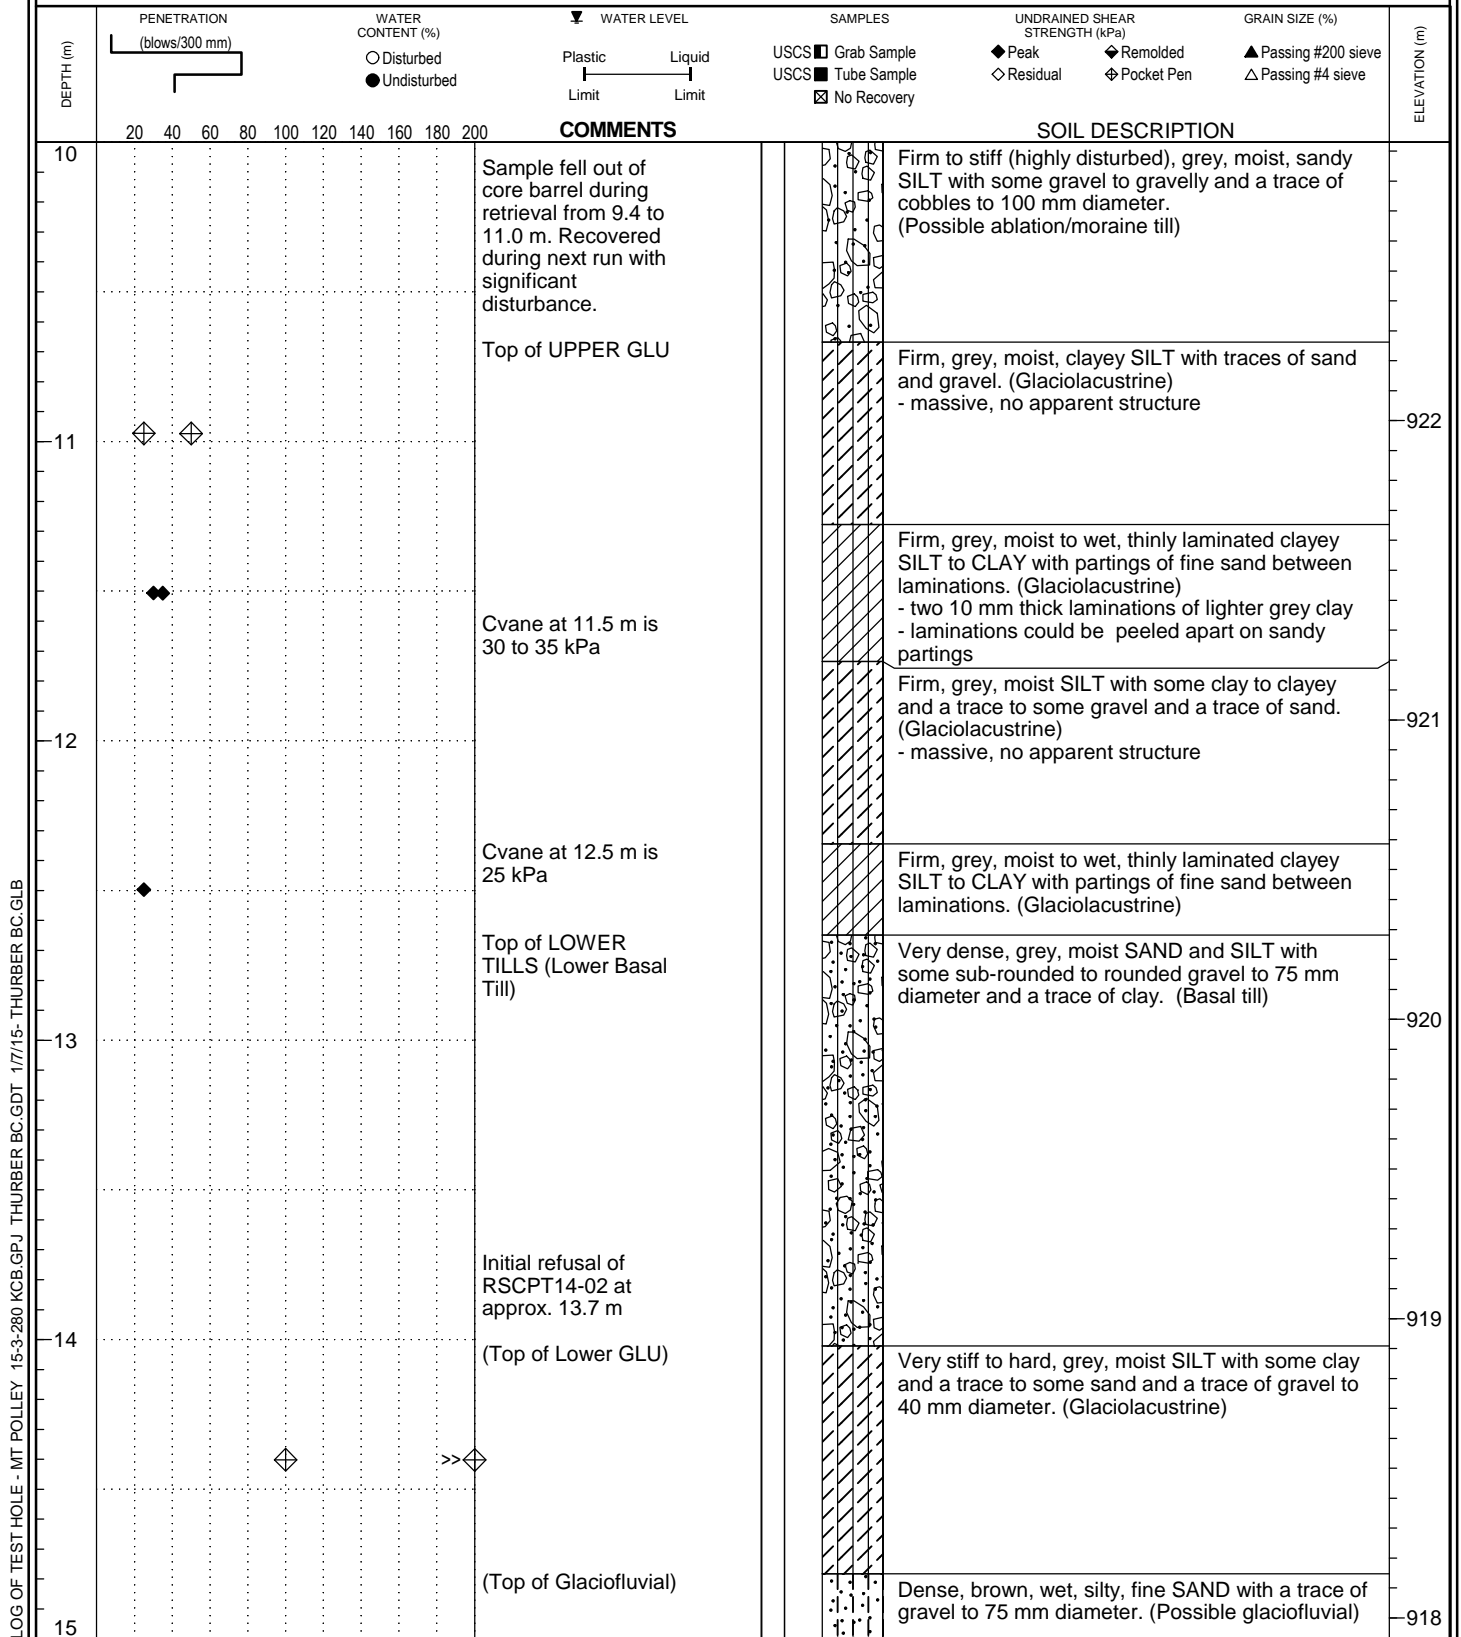 PENETRATION
(blows/300 mm)
WATER
CONTENT (%)
Disturbed
Undisturbed
WATER LEVEL
Plastic Liquid
Limit Limit
SAMPLES
USCS Grab Sample
USCS Tube Sample
No Recovery
UNDRAINED SHEAR
STRENGTH (kPa)
Peak Remolded
Residual Pocket Pen
GRAIN SIZE (%)
Passing #200 sieve
Passing #4 sieve
DEPTH (m)
ELEVATION (m)
20 40 60 80 100 120 140 160 180 200
COMMENTS
SOIL DESCRIPTION
10
Sample fell out of
core barrel during
retrieval from 9.4 to
11.0 m. Recovered
during next run with
significant
disturbance.
Firm to stiff (highly disturbed), grey, moist, sandy
SILT with some gravel to gravelly and a trace of
cobbles to 100 mm diameter.
(Possible ablation/moraine till)
Top of UPPER GLU
Firm, grey, moist, clayey SILT with traces of sand
and gravel. (Glaciolacustrine)
- massive, no apparent structure
922
11
Firm, grey, moist to wet, thinly laminated clayey
SILT to CLAY with partings of fine sand between
laminations. (Glaciolacustrine)
- two 10 mm thick laminations of lighter grey clay
- laminations could be peeled apart on sandy
partings
Cvane at 11.5 m is
30 to 35 kPa
Firm, grey, moist SILT with some clay to clayey
and a trace to some gravel and a trace of sand.
(Glaciolacustrine)
- massive, no apparent structure
921
12
Cvane at 12.5 m is
25 kPa
Firm, grey, moist to wet, thinly laminated clayey
SILT to CLAY with partings of fine sand between
laminations. (Glaciolacustrine)
Top of LOWER
TILLS (Lower Basal
Till)
Very dense, grey, moist SAND and SILT with
some sub-rounded to rounded gravel to 75 mm
diameter and a trace of clay. (Basal till)
920
13
Initial refusal of
RSCPT14-02 at
approx. 13.7 m
919
14
(Top of Lower GLU)
Very stiff to hard, grey, moist SILT with some clay
and a trace to some sand and a trace of gravel to
40 mm diameter. (Glaciolacustrine)
>>
(Top of Glaciofluvial)
Dense, brown, wet, silty, fine SAND with a trace of
gravel to 75 mm diameter. (Possible glaciofluvial)
918
15
LOG OF TEST HOLE - MT POLLEY 15-3-280 KCB.GPJ THURBER BC.GDT 1/7/15- THURBER BC.GLB